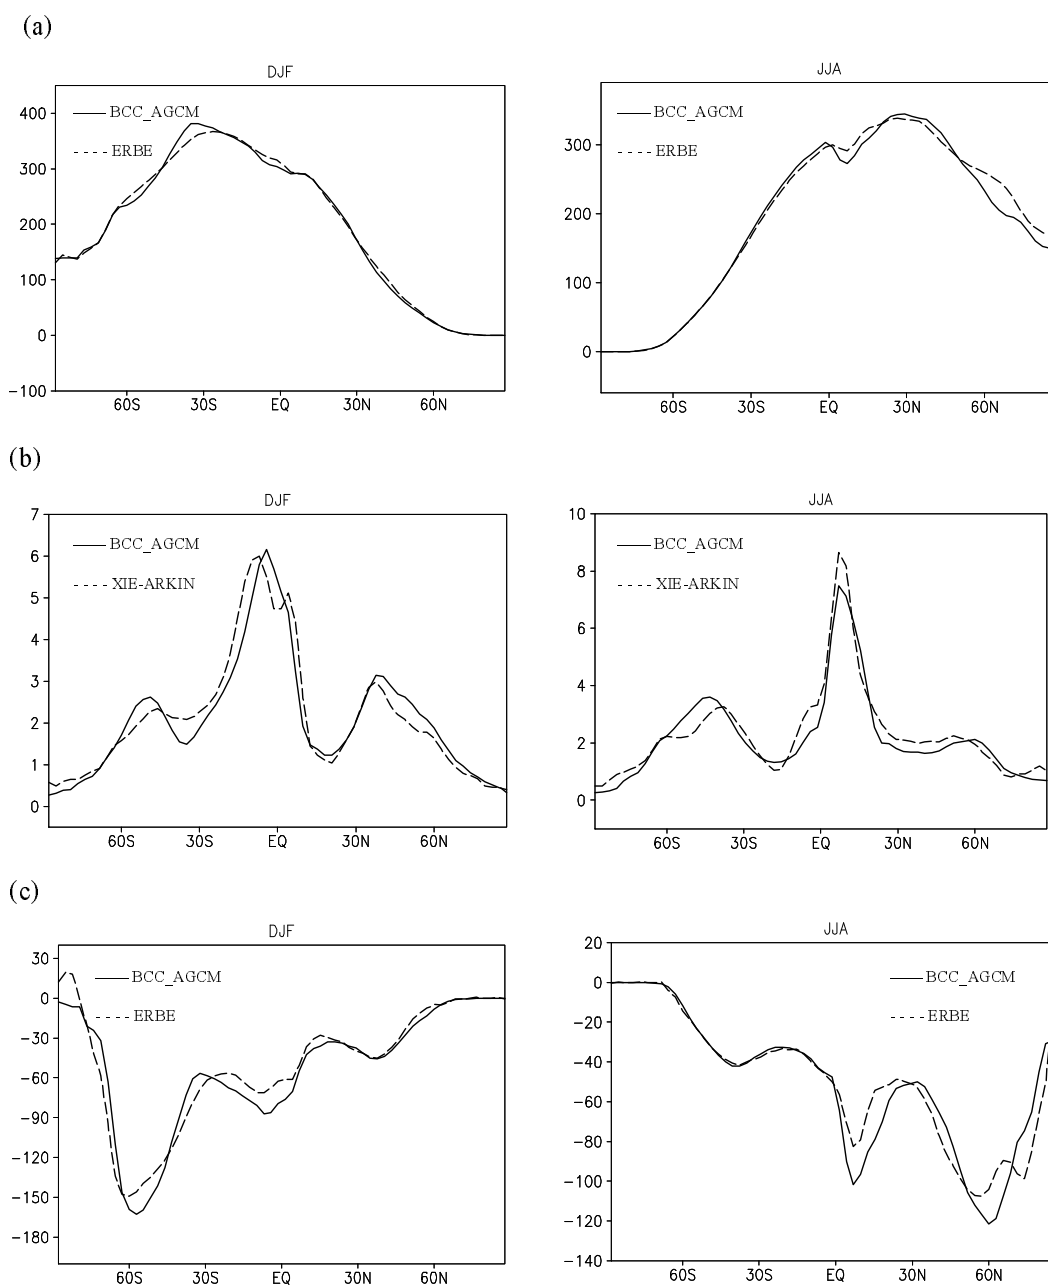 (a)
DJF
400
300
200
100
0
−100
BCC_AGCM
ERBE
60S 30S EQ 30N 60N
JJA
300
200
100
0
BCC_AGCM
ERBE
60S 30S EQ 30N 60N
(b)
DJF
7
6
5
4
3
2
1
0
BCC_AGCM
XIE-ARKIN
60S 30S EQ 30N 60N
JJA
10
8
6
4
2
0
BCC_AGCM
XIE-ARKIN
60S 30S EQ 30N 60N
(c)
DJF
30
0
−30
−60
−90
−120
−150
−180
BCC_AGCM
ERBE
60S 30S EQ 30N 60N
JJA
20
0
−20
−40
−60
−80
−100
−120
−140
BCC_AGCM
ERBE
60S 30S EQ 30N 60N